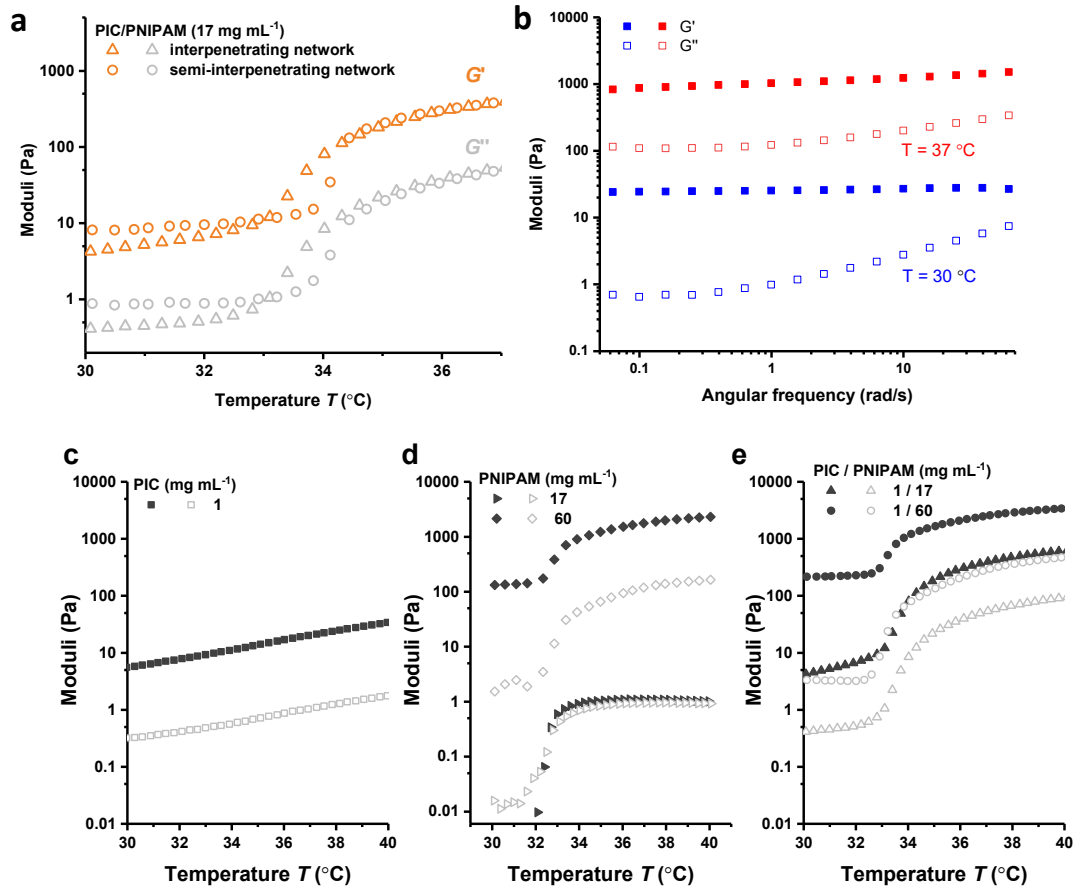 a
PIC/PNIPAM (17 mg mL⁻¹)
interpenetrating network
semi-interpenetrating network
G'
G''
1000
100
10
1
Moduli (Pa)
30 32 34 36
Temperature T (°C)
b
G'
G''
T = 37 °C
T = 30 °C
10000
1000
100
10
1
0.1
Moduli (Pa)
0.1 1 10
Angular frequency (rad/s)
c
PIC (mg mL⁻¹)
1
10000
1000
100
10
1
0.1
0.01
Moduli (Pa)
30 32 34 36 38 40
Temperature T (°C)
d
PNIPAM (mg mL⁻¹)
17
60
10000
1000
100
10
1
0.1
0.01
Moduli (Pa)
30 32 34 36 38 40
Temperature T (°C)
e
PIC / PNIPAM (mg mL⁻¹)
1 / 17
1 / 60
10000
1000
100
10
1
0.1
0.01
Moduli (Pa)
30 32 34 36 38 40
Temperature T (°C)